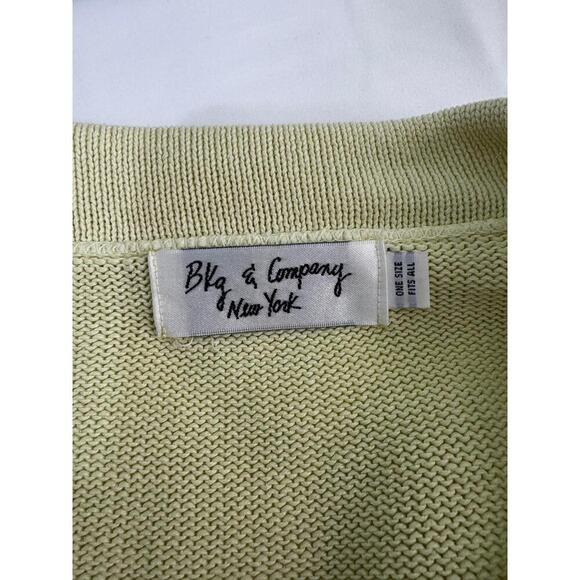 Bkg & Company
New York
ONE SIZE
FITS ALL